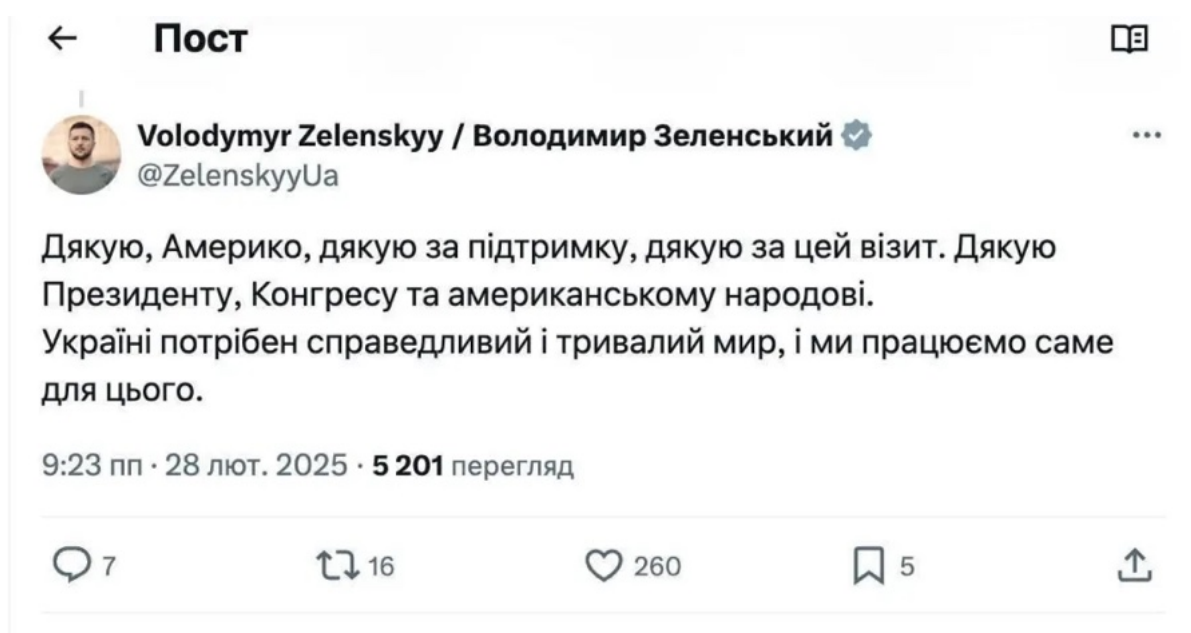 Пост
Volodymyr Zelenskyy / Володимир Зеленський
@ZelenskyyUa
Дякую, Америко, дякую за підтримку, дякую за цей візит. Дякую
Президенту, Конгресу та американському народові.
Україні потрібен справедливий і тривалий мир, і ми працюємо саме
для цього.
9:23 пп · 28 лют. 2025 · 5 201 перегляд
7 16 260 5